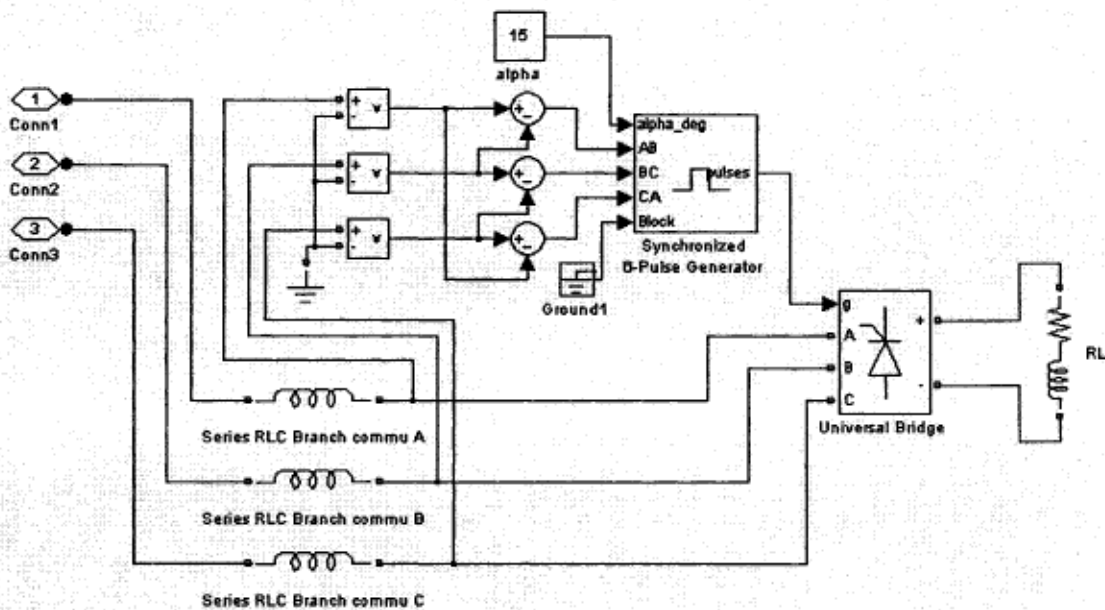 15
alpha
1
Conn1
2
Conn2
3
Conn3
+
-
v
+
-
v
+
-
v
+
-
+
-
+
-
alpha_deg
AB
BC
CA
Block
pulses
Synchronized
6-Pulse Generator
Ground1
g
A
B
C
+
-
Universal Bridge
RL
Series RLC Branch commu A
Series RLC Branch commu B
Series RLC Branch commu C